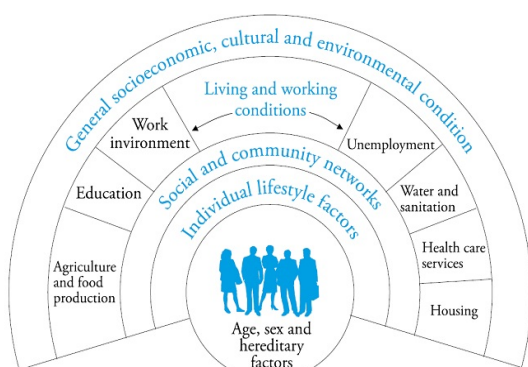 General socioeconomic, cultural and environmental condition
Living and working
conditions
Work
invironment
Unemployment
Education
Water and
sanitation
Social and community networks
Individual lifestyle factors
Agriculture
and food
production
Health care
services
Housing
Age, sex and
hereditary
factors